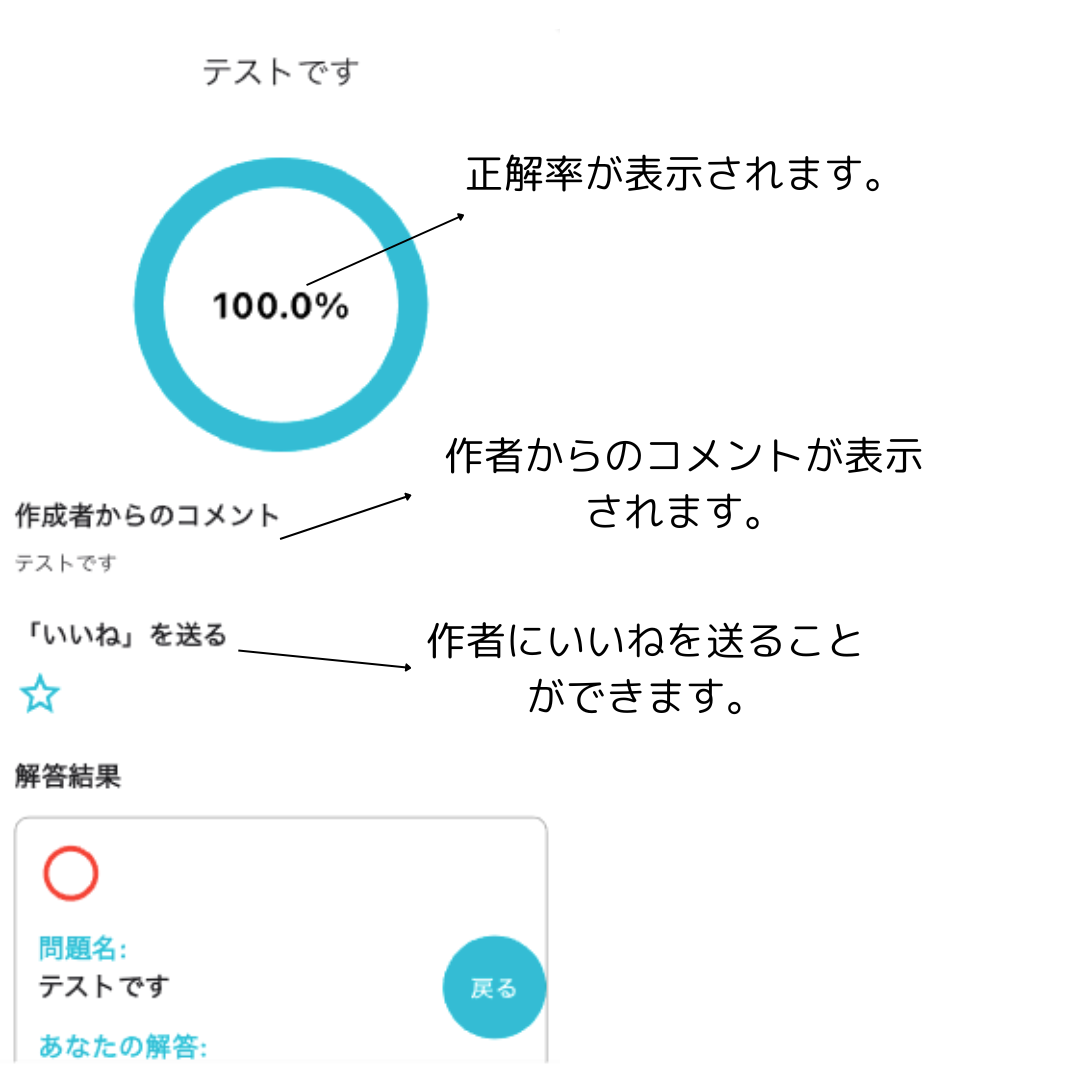 テストです
正解率が表示されます。
100.0%
作者からのコメントが表示
されます。
作成者からのコメント
テストです
「いいね」を送る
作者にいいねを送ること
ができます。
解答結果
問題名:
テストです
戻る
あなたの解答: